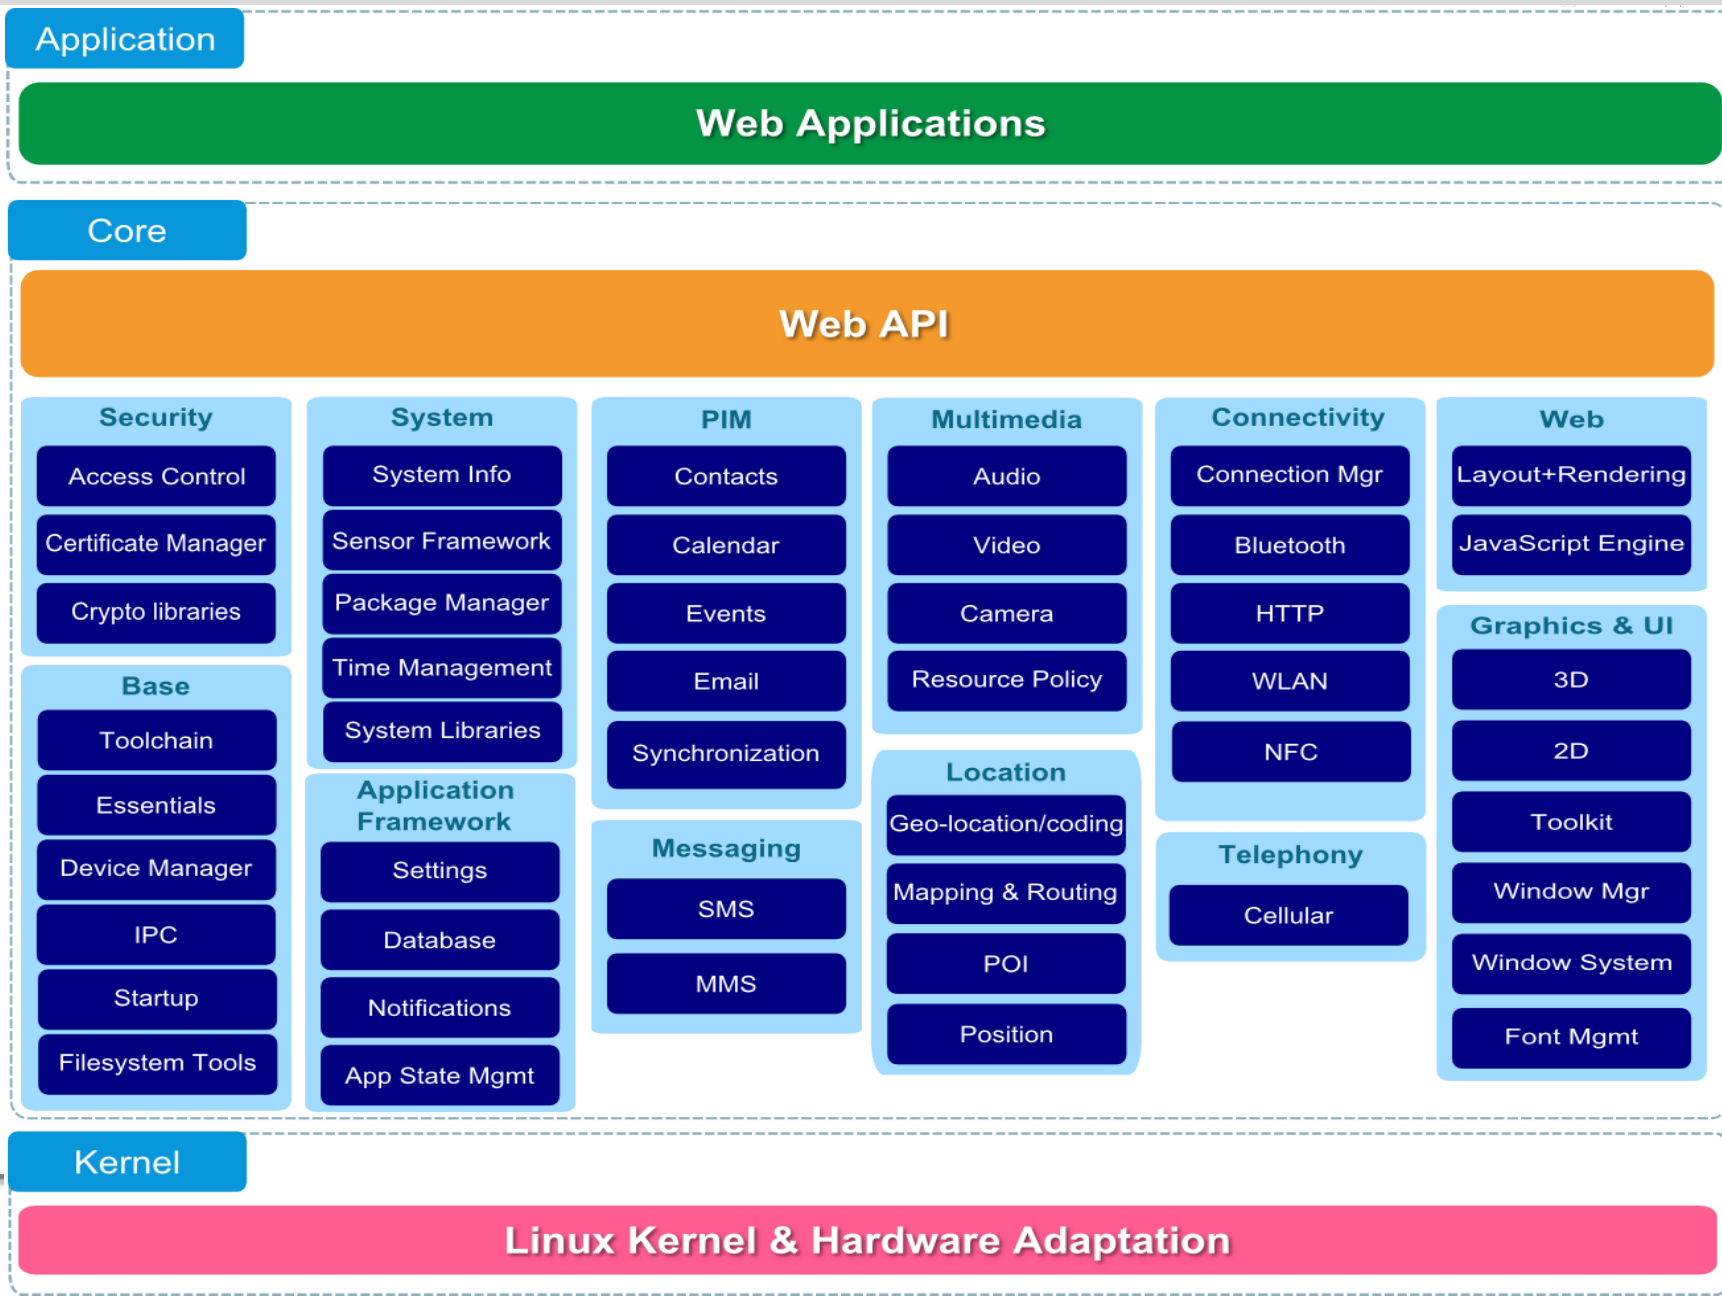 Application
Web Applications
Core
Web API
Security
Access Control
Certificate Manager
Crypto libraries
Base
Toolchain
Essentials
Device Manager
IPC
Startup
Filesystem Tools
System
System Info
Sensor Framework
Package Manager
Time Management
System Libraries
Application
Framework
Settings
Database
Notifications
App State Mgmt
PIM
Contacts
Calendar
Events
Email
Synchronization
Messaging
SMS
MMS
Multimedia
Audio
Video
Camera
Resource Policy
Location
Geo-location/coding
Mapping & Routing
POI
Position
Connectivity
Connection Mgr
Bluetooth
HTTP
WLAN
NFC
Telephony
Cellular
Web
Layout+Rendering
JavaScript Engine
Graphics & UI
3D
2D
Toolkit
Window Mgr
Window System
Font Mgmt
Kernel
Linux Kernel & Hardware Adaptation